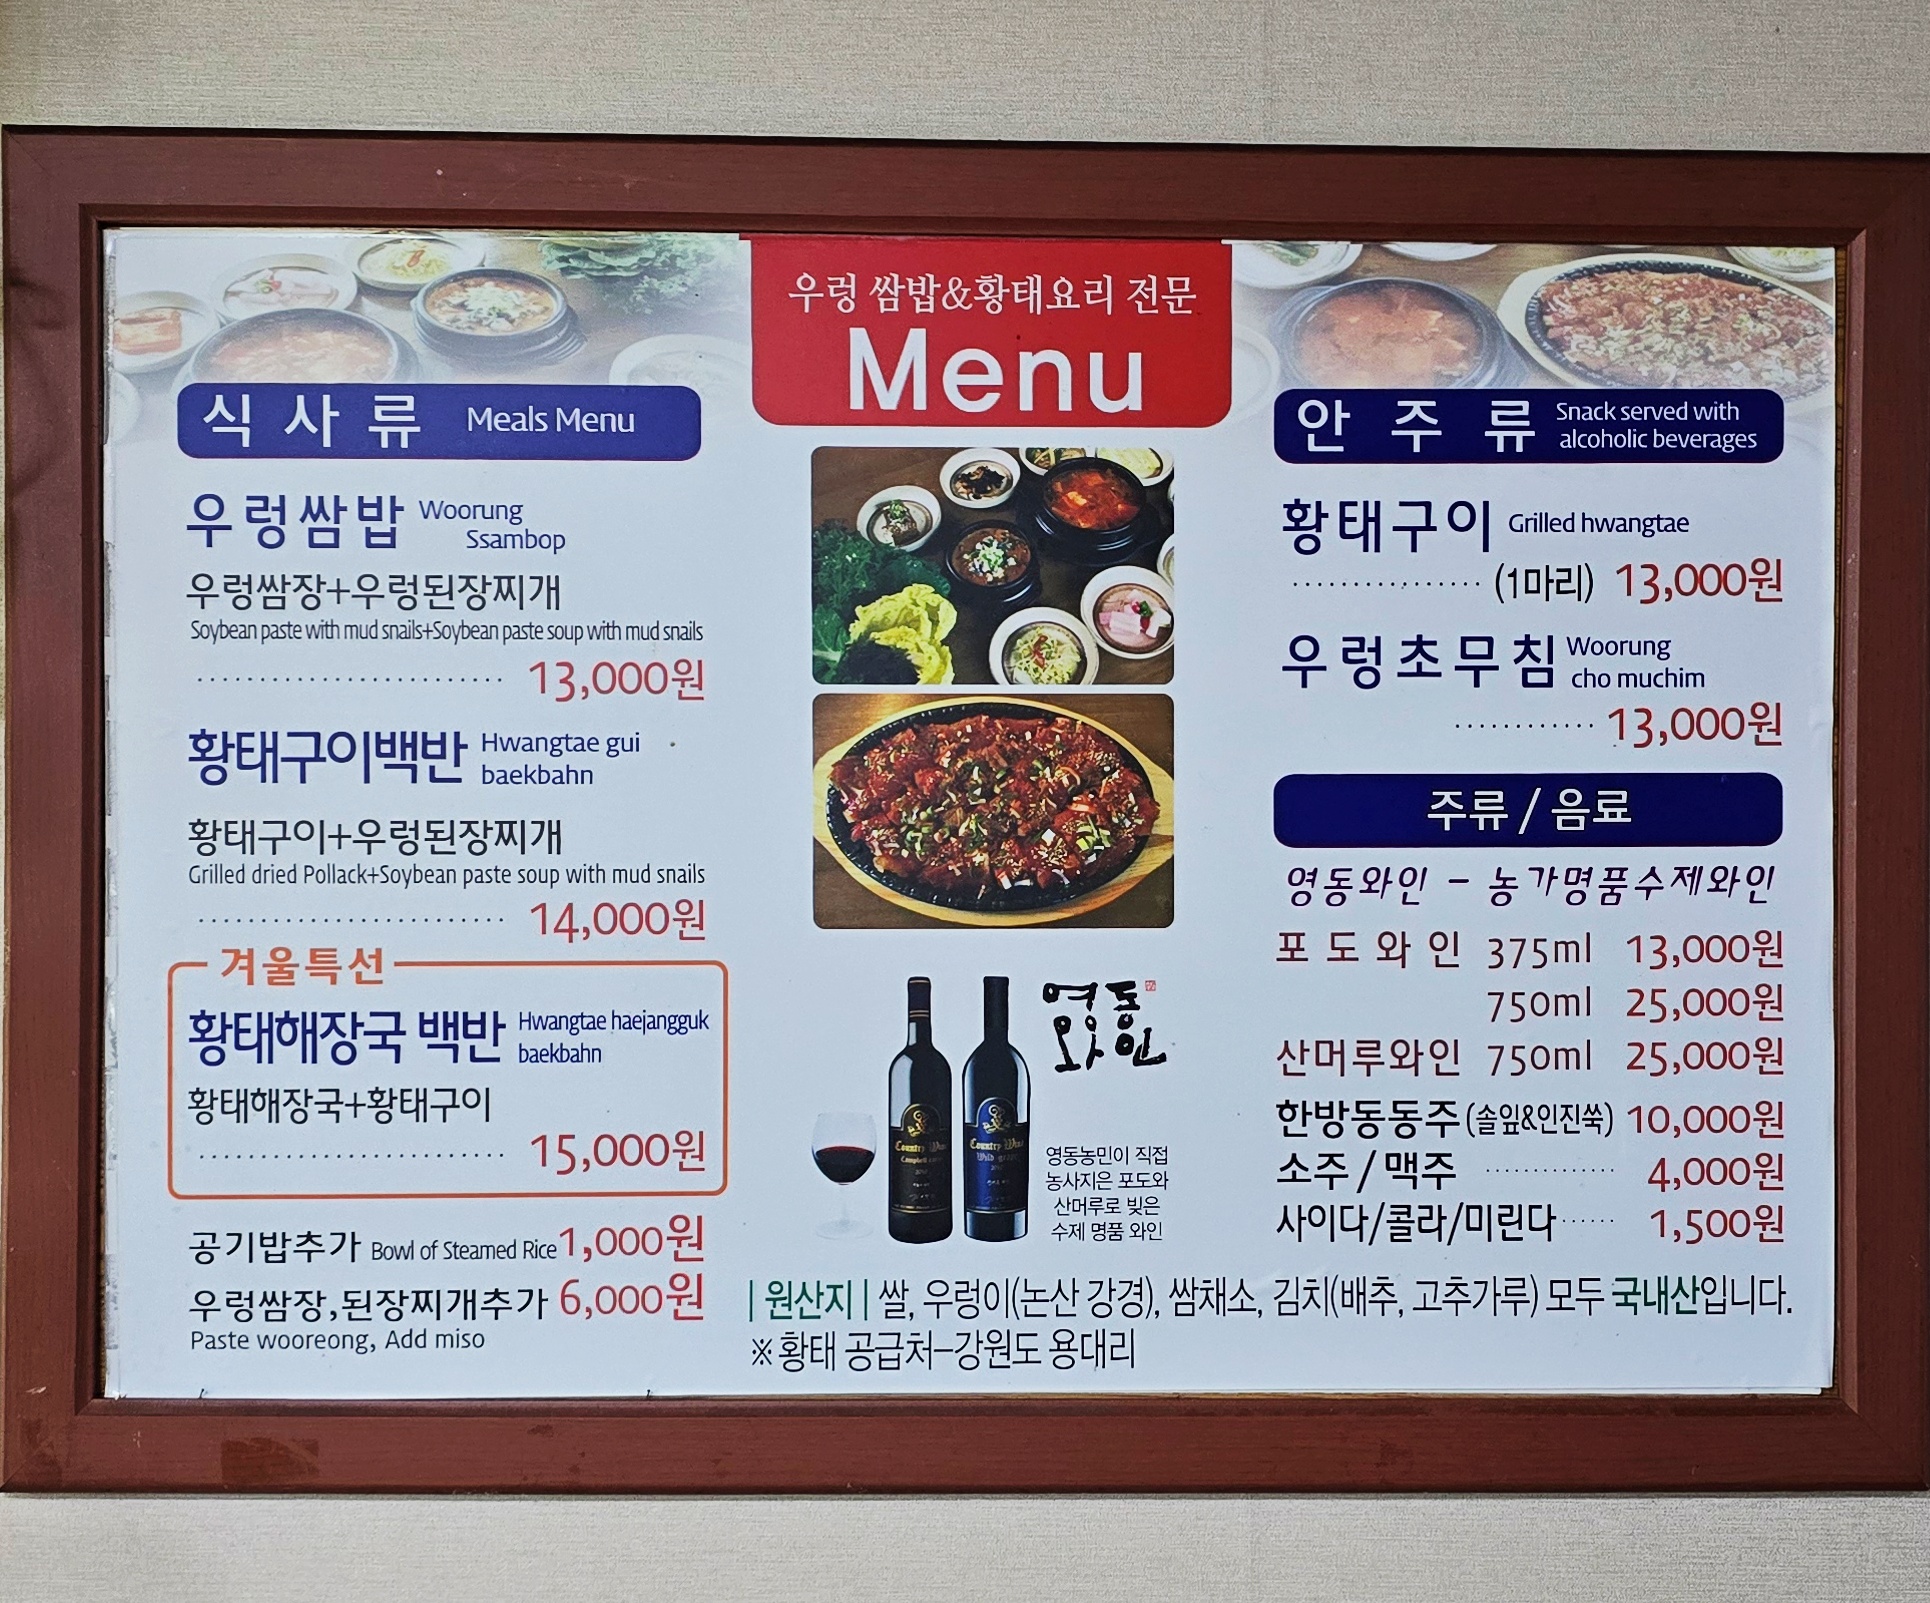 우렁 쌈밥&황태요리 전문
Menu
식사류 Meals Menu
우렁쌈밥 Woorung Ssambop
우렁쌈장+우렁된장찌개
Soybean paste with mud snails+Soybean paste soup with mud snails
13,000원
황태구이백반 Hwangtae gui baekbahn
황태구이+우렁된장찌개
Grilled dried Pollack+Soybean paste soup with mud snails
14,000원
겨울특선
황태해장국 백반 Hwangtae haejangguk baekbahn
황태해장국+황태구이
15,000원
공기밥추가 Bowl of Steamed Rice 1,000원
우렁쌈장,된장찌개추가 6,000원
Paste wooreong, Add miso
영동
와인
Country Wine
Country Wine
영동농민이 직접
농사지은 포도와
산머루로 빚은
수제 명품 와인
안주류 Snack served with alcoholic beverages
황태구이 Grilled hwangtae
(1마리) 13,000원
우렁초무침 Woorung cho muchim
13,000원
주류 / 음료
영동와인 - 농가명품수제와인
포도와인 375ml 13,000원
750ml 25,000원
산머루와인 750ml 25,000원
한방동동주(솔잎&인진쑥) 10,000원
소주 / 맥주 4,000원
사이다/콜라/미린다 1,500원
| 원산지 | 쌀, 우렁이(논산 강경), 쌈채소, 김치(배추, 고추가루) 모두 국내산입니다.
※황태 공급처-강원도 용대리